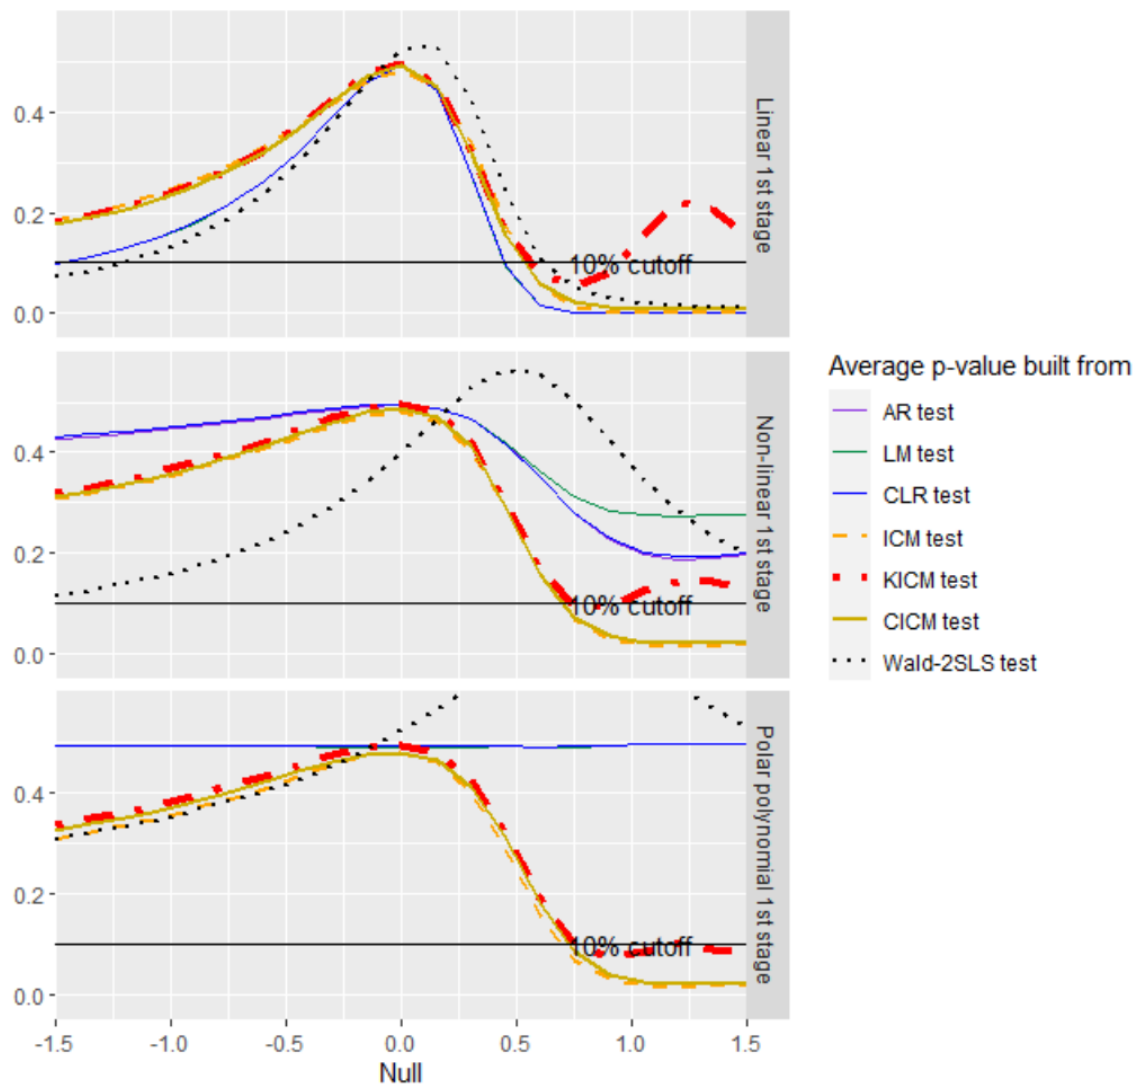 0.4
0.2
0.0
10% cutoff
Linear 1st stage
0.4
0.2
0.0
10% cutoff
Non-linear 1st stage
0.4
0.2
0.0
10% cutoff
Polar polynomial 1st stage
-1.5 -1.0 -0.5 0.0 0.5 1.0 1.5
Null
Average p-value built from
AR test
LM test
CLR test
ICM test
KICM test
CICM test
Wald-2SLS test